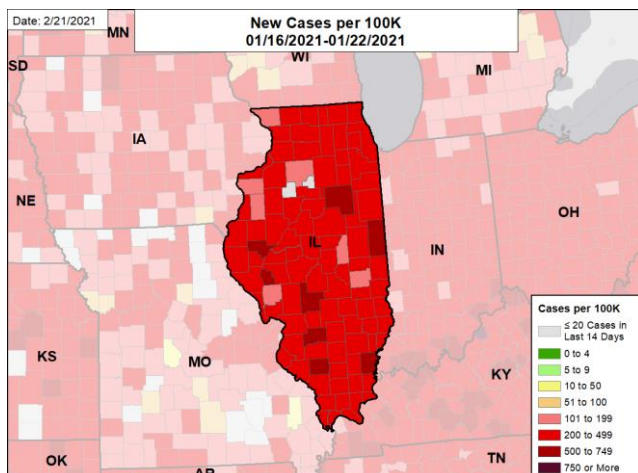 Date: 2/21/2021
New Cases per 100K
01/16/2021-01/22/2021
MN
SD
WI
MI
IA
NE
IL
IN
OH
KS
MO
KY
OK
AR
TN
Cases per 100K
≤ 20 Cases in
Last 14 Days
0 to 4
5 to 9
10 to 50
51 to 100
101 to 199
200 to 499
500 to 749
750 or More